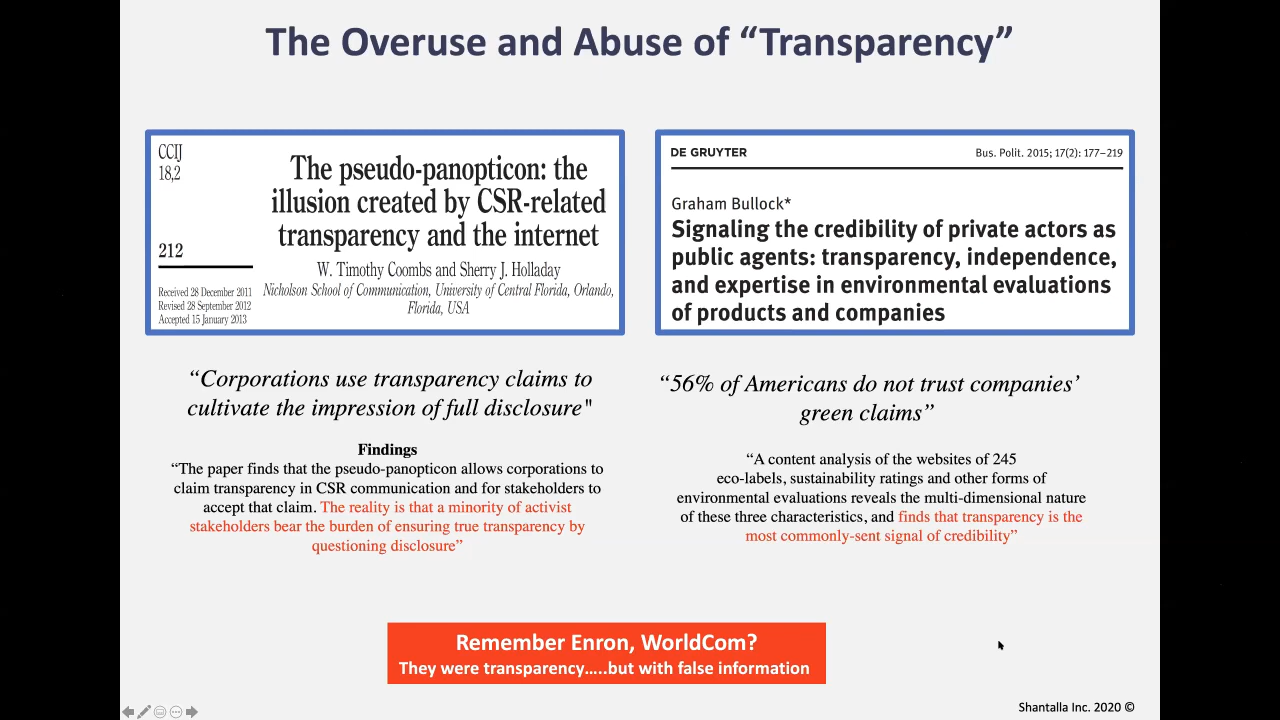 The Overuse and Abuse of “Transparency”
CCIJ
18,2
212
Received 28 December 2011
Revised 28 September 2012
Accepted 15 January 2013
The pseudo-panopticon: the
illusion created by CSR-related
transparency and the internet
W. Timothy Coombs and Sherry J. Holladay
Nicholson School of Communication, University of Central Florida, Orlando,
Florida, USA
“Corporations use transparency claims to
cultivate the impression of full disclosure"
Findings
“The paper finds that the pseudo-panopticon allows corporations to
claim transparency in CSR communication and for stakeholders to
accept that claim. The reality is that a minority of activist
stakeholders bear the burden of ensuring true transparency by
questioning disclosure”
DE GRUYTER
Bus. Polit. 2015; 17(2): 177–219
Graham Bullock*
Signaling the credibility of private actors as
public agents: transparency, independence,
and expertise in environmental evaluations
of products and companies
“56% of Americans do not trust companies’
green claims”
“A content analysis of the websites of 245
eco-labels, sustainability ratings and other forms of
environmental evaluations reveals the multi-dimensional nature
of these three characteristics, and finds that transparency is the
most commonly-sent signal of credibility”
Remember Enron, WorldCom?
They were transparency…..but with false information
Shantalla Inc. 2020 ©